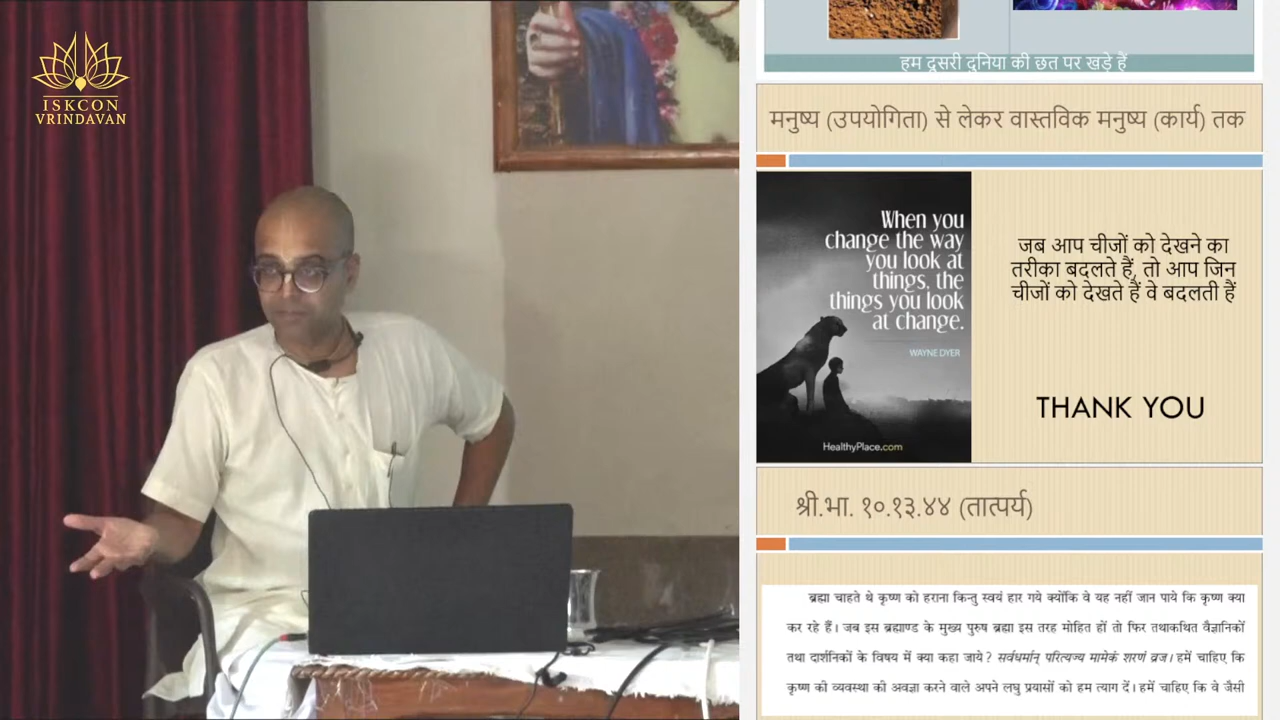 ISKCON
VRINDAVAN
हम दूसरी दुनिया की छत पर खड़े हैं
मनुष्य (उपयोगिता) से लेकर वास्तविक मनुष्य (कार्य) तक
When you
change the way
you look at
things, the
things you look
at change.
WAYNE DYER
HealthyPlace.com
जब आप चीजों को देखने का
तरीका बदलते हैं, तो आप जिन
चीजों को देखते हैं वे बदलती हैं
THANK YOU
श्री.भा. १०.१३.४४ (तात्पर्य)
ब्रह्मा चाहते थे कृष्ण को हराना किन्तु स्वयं हार गये क्योंकि वे यह नहीं जान पाये कि कृष्ण क्या
कर रहे हैं। जब इस ब्रह्माण्ड के मुख्य पुरुष ब्रह्मा इस तरह मोहित हों तो फिर तथाकथित वैज्ञानिकों
तथा दार्शनिकों के विषय में क्या कहा जाये? सर्वधर्मान् परित्यज्य मामेकं शरणं व्रज। हमें चाहिए कि
कृष्ण की व्यवस्था की अवज्ञा करने वाले अपने लघु प्रयासों को हम त्याग दें। हमें चाहिए कि वे जैसी